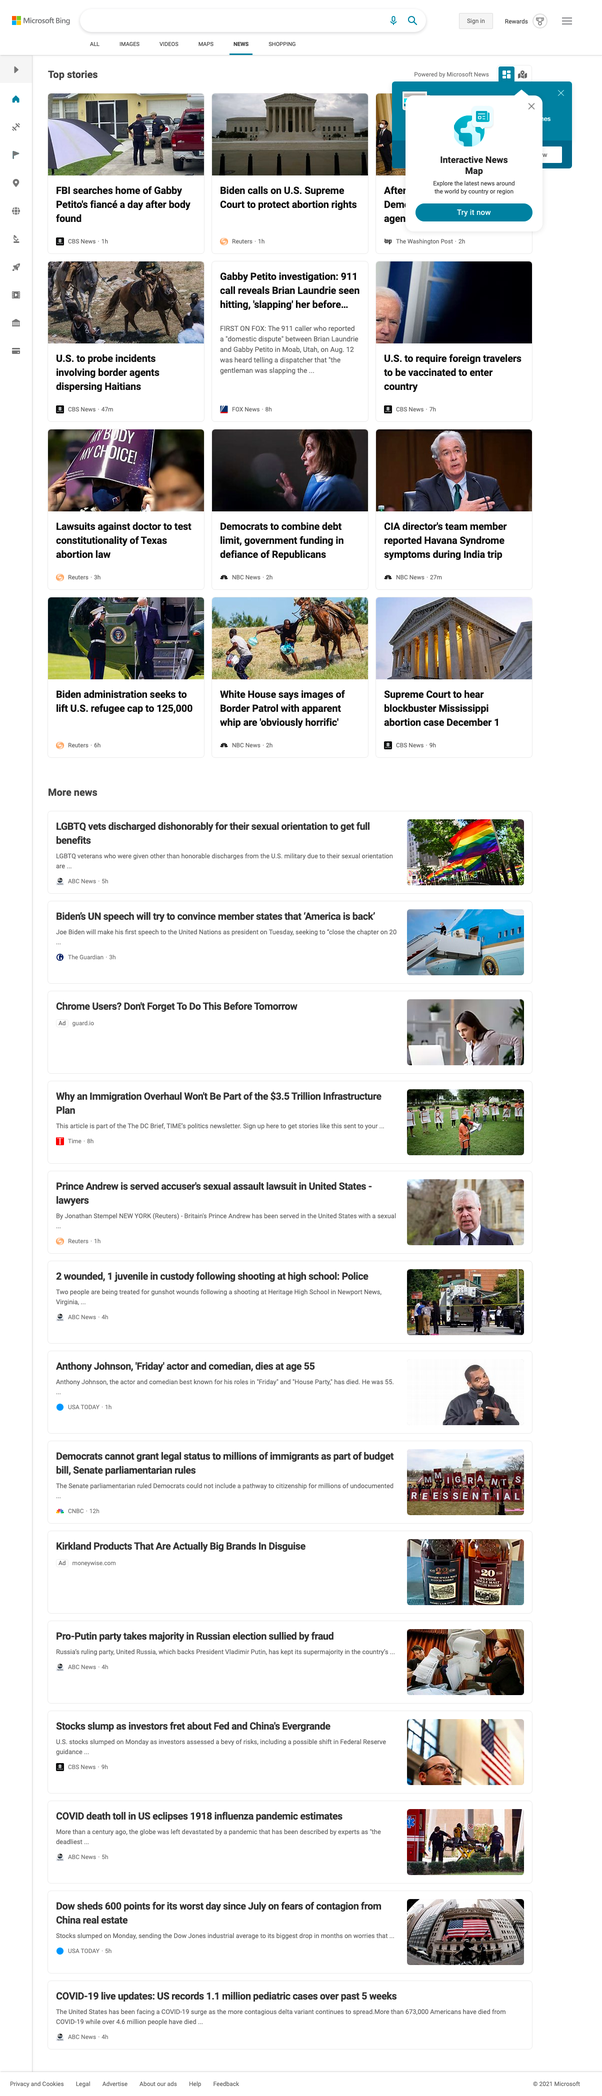 Microsoft Bing
Sign in
Rewards
ALL
IMAGES
VIDEOS
MAPS
NEWS
SHOPPING
Top stories
Powered by Microsoft News
Interactive News
Map
Explore the latest news around
the world by country or region
Try it now
FBI searches home of Gabby
Petito's fiancé a day after body
found
CBS News · 1h
Biden calls on U.S. Supreme
Court to protect abortion rights
Reuters · 1h
After
Demo
agen
The Washington Post · 2h
U.S. to probe incidents
involving border agents
dispersing Haitians
CBS News · 47m
Gabby Petito investigation: 911
call reveals Brian Laundrie seen
hitting, 'slapping' her before...
FIRST ON FOX: The 911 caller who reported
a "domestic dispute" between Brian Laundrie
and Gabby Petito in Moab, Utah, on Aug. 12
was heard telling a dispatcher that "the
gentleman was slapping the ...
FOX News · 8h
U.S. to require foreign travelers
to be vaccinated to enter
country
CBS News · 7h
MY BODY
MY CHOICE!
Lawsuits against doctor to test
constitutionality of Texas
abortion law
Reuters · 3h
Democrats to combine debt
limit, government funding in
defiance of Republicans
NBC News · 2h
CIA director's team member
reported Havana Syndrome
symptoms during India trip
NBC News · 27m
Biden administration seeks to
lift U.S. refugee cap to 125,000
Reuters · 6h
White House says images of
Border Patrol with apparent
whip are 'obviously horrific'
NBC News · 2h
Supreme Court to hear
blockbuster Mississippi
abortion case December 1
CBS News · 9h
More news
LGBTQ vets discharged dishonorably for their sexual orientation to get full
benefits
LGBTQ veterans who were given other than honorable discharges from the U.S. military due to their sexual orientation
are ...
ABC News · 5h
Biden's UN speech will try to convince member states that 'America is back'
Joe Biden will make his first speech to the United Nations as president on Tuesday, seeking to "close the chapter on 20
...
The Guardian · 3h
Chrome Users? Don't Forget To Do This Before Tomorrow
Ad guard.io
Why an Immigration Overhaul Won't Be Part of the $3.5 Trillion Infrastructure
Plan
This article is part of the The DC Brief, TIME's politics newsletter. Sign up here to get stories like this sent to your ...
Time · 8h
Prince Andrew is served accuser's sexual assault lawsuit in United States -
lawyers
By Jonathan Stempel NEW YORK (Reuters) - Britain's Prince Andrew has been served in the United States with a sexual
...
Reuters · 1h
2 wounded, 1 juvenile in custody following shooting at high school: Police
Two people are being treated for gunshot wounds following a shooting at Heritage High School in Newport News,
Virginia, ...
ABC News · 4h
Anthony Johnson, 'Friday' actor and comedian, dies at age 55
Anthony Johnson, the actor and comedian best known for his roles in "Friday" and "House Party," has died. He was 55.
...
USA TODAY · 1h
Democrats cannot grant legal status to millions of immigrants as part of budget
bill, Senate parliamentarian rules
The Senate parliamentarian ruled Democrats could not include a pathway to citizenship for millions of undocumented
...
CNBC · 12h
MMIGRANTS
REESSENTIAL
Kirkland Products That Are Actually Big Brands In Disguise
Ad moneywise.com
20
Pro-Putin party takes majority in Russian election sullied by fraud
Russia's ruling party, United Russia, which backs President Vladimir Putin, has kept its supermajority in the country's ...
ABC News · 4h
Stocks slump as investors fret about Fed and China's Evergrande
U.S. stocks slumped on Monday as investors assessed a bevy of risks, including a possible shift in Federal Reserve
guidance ...
CBS News · 9h
COVID death toll in US eclipses 1918 influenza pandemic estimates
More than a century ago, the globe was left devastated by a pandemic that has been described by experts as "the
deadliest ...
ABC News · 5h
Dow sheds 600 points for its worst day since July on fears of contagion from
China real estate
Stocks slumped on Monday, sending the Dow Jones industrial average to its biggest drop in months on worries that ...
USA TODAY · 5h
COVID-19 live updates: US records 1.1 million pediatric cases over past 5 weeks
The United States has been facing a COVID-19 surge as the more contagious delta variant continues to spread.More than 673,000 Americans have died from
COVID-19 while over 4.6 million people have died ...
ABC News · 4h
Privacy and Cookies
Legal
Advertise
About our ads
Help
Feedback
© 2021 Microsoft